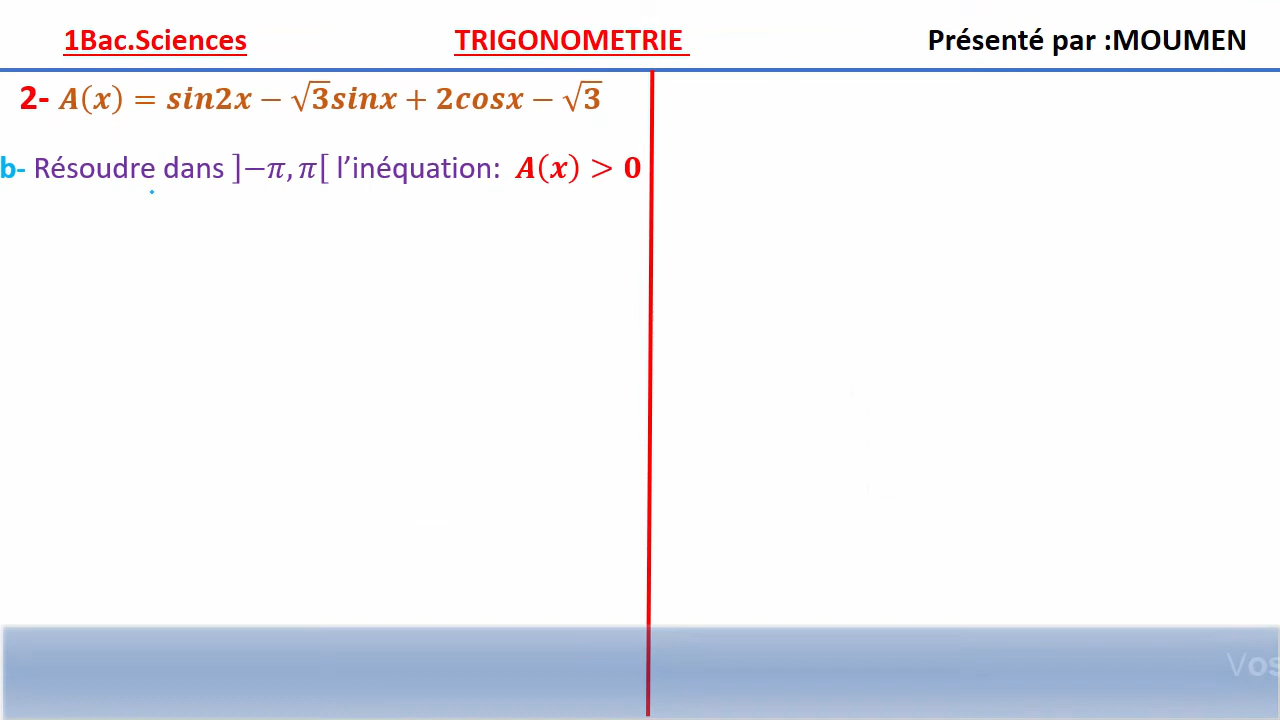 1Bac.Sciences TRIGONOMETRIE Présenté par :MOUMEN
2- A(x) = sin2x − √3sinx + 2cosx − √3
b- Résoudre dans ]−π, π[ l’inéquation: A(x) > 0